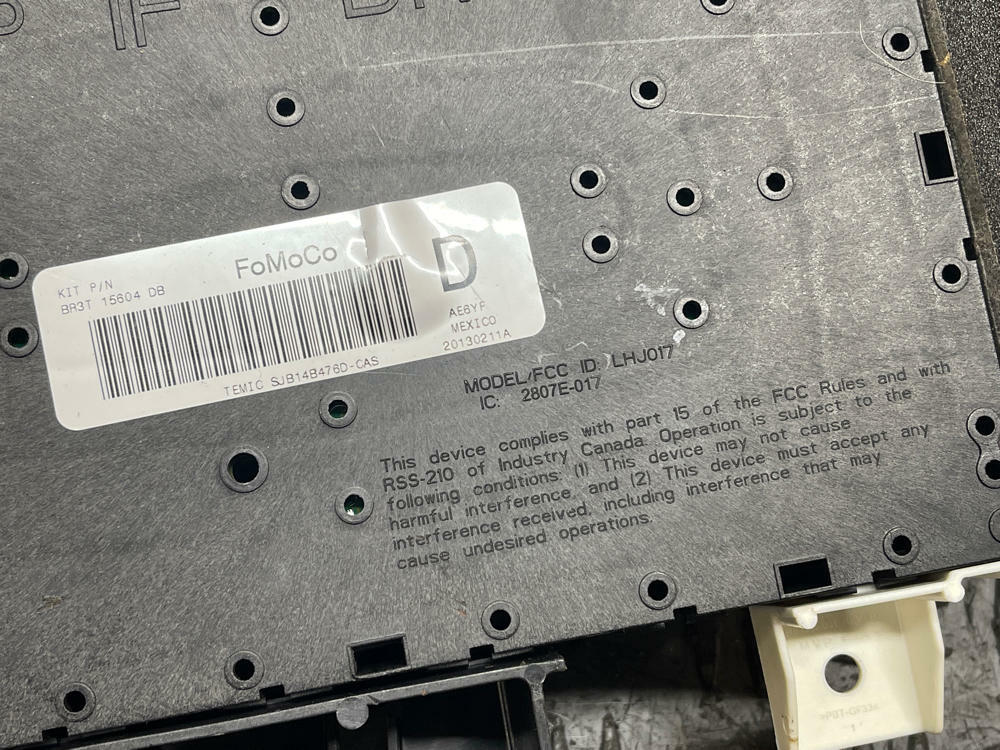 IF
FoMoCo
D
KIT P/N
BR3T 15604 DB
AE6YF
MEXICO
20130211A
TEMIC SJB14B476D-CAS
MODEL/FCC ID: LHJ017
IC: 2807E-017
This device complies with part 15 of the FCC Rules and with
RSS-210 of Industry Canada. Operation is subject to the
following conditions: (1) This device may not cause
harmful interference, and (2) This device must accept any
interference received, including interference that may
cause undesired operations.